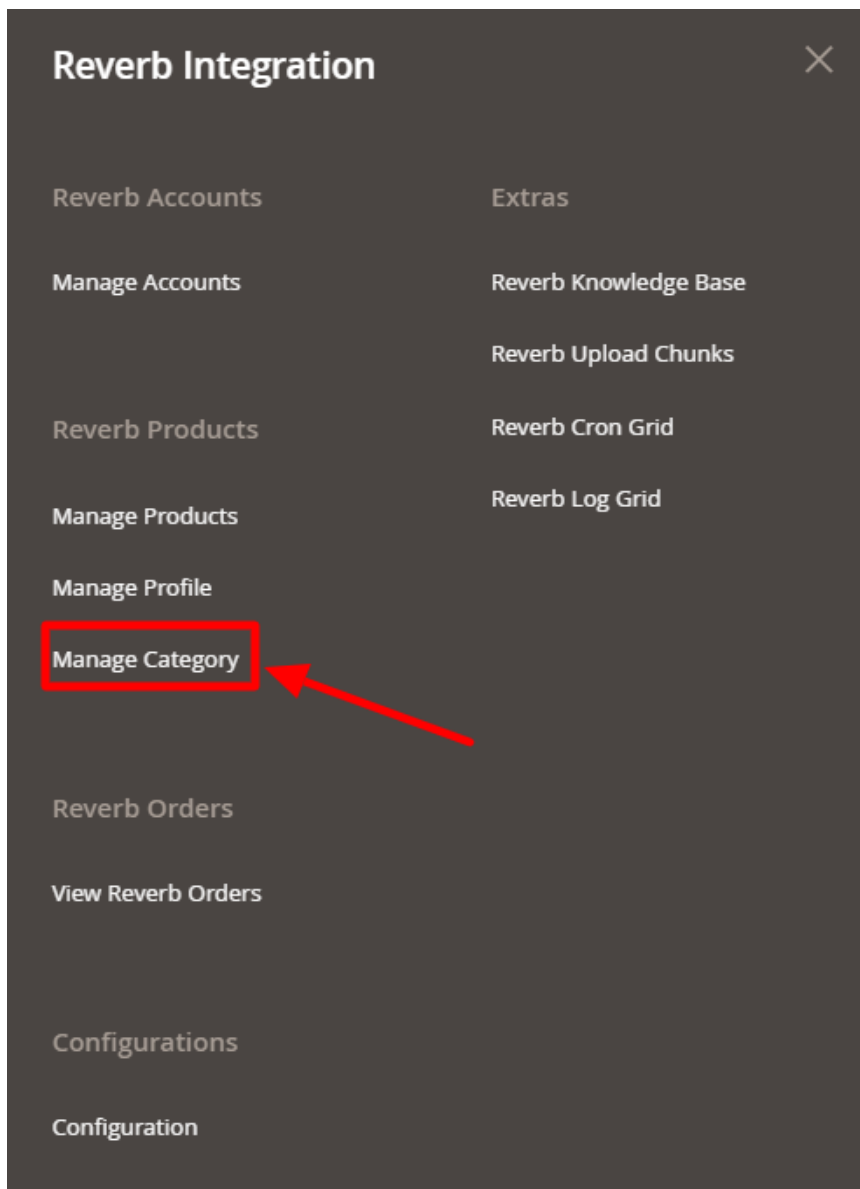 Reverb Integration
Reverb Accounts
Manage Accounts
Reverb Products
Manage Products
Manage Profile
Manage Category
Reverb Orders
View Reverb Orders
Configurations
Configuration
Extras
Reverb Knowledge Base
Reverb Upload Chunks
Reverb Cron Grid
Reverb Log Grid